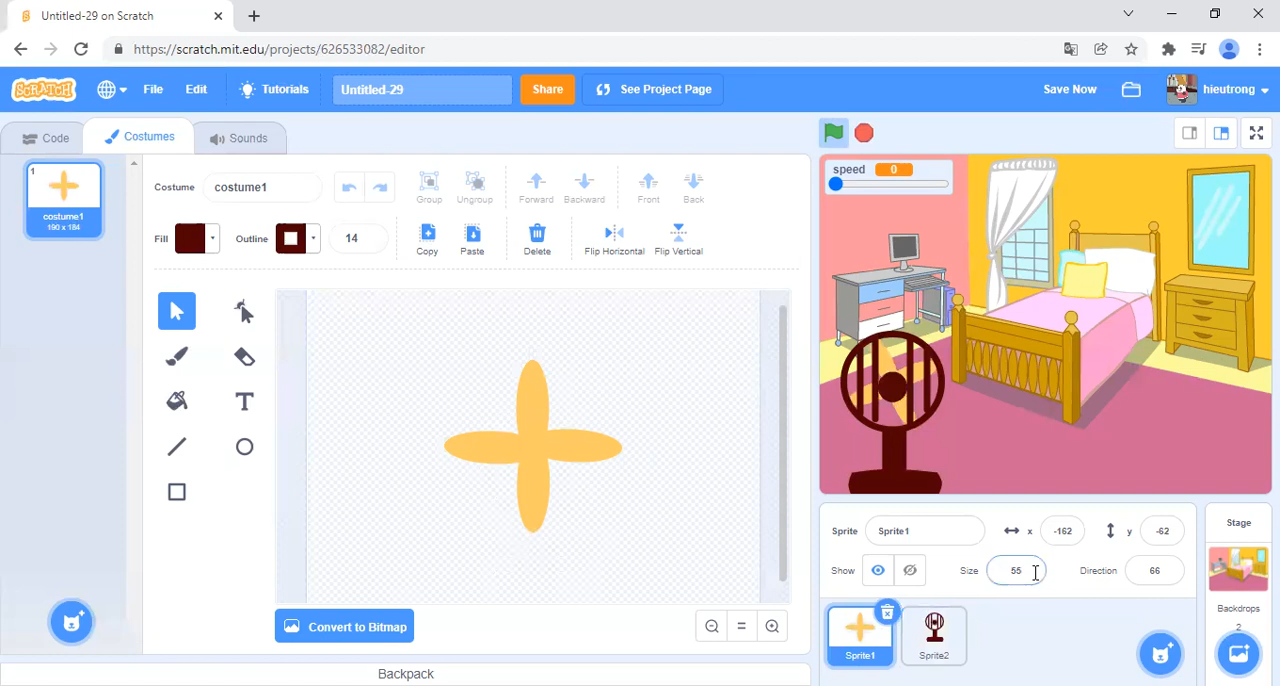 Untitled-29 on Scratch
https://scratch.mit.edu/projects/626533082/editor
SCRATCH
File
Edit
Tutorials
Untitled-29
Share
See Project Page
Save Now
hieutrong
Code
Costumes
Sounds
1
costume1
190 x 184
Costume
costume1
Group
Ungroup
Forward
Backward
Front
Back
Fill
Outline
14
Copy
Paste
Delete
Flip Horizontal
Flip Vertical
Convert to Bitmap
Backpack
speed 0
Sprite
Sprite1
x
-162
y
-62
Show
Size
55
Direction
66
Sprite1
Sprite2
Stage
Backdrops
2